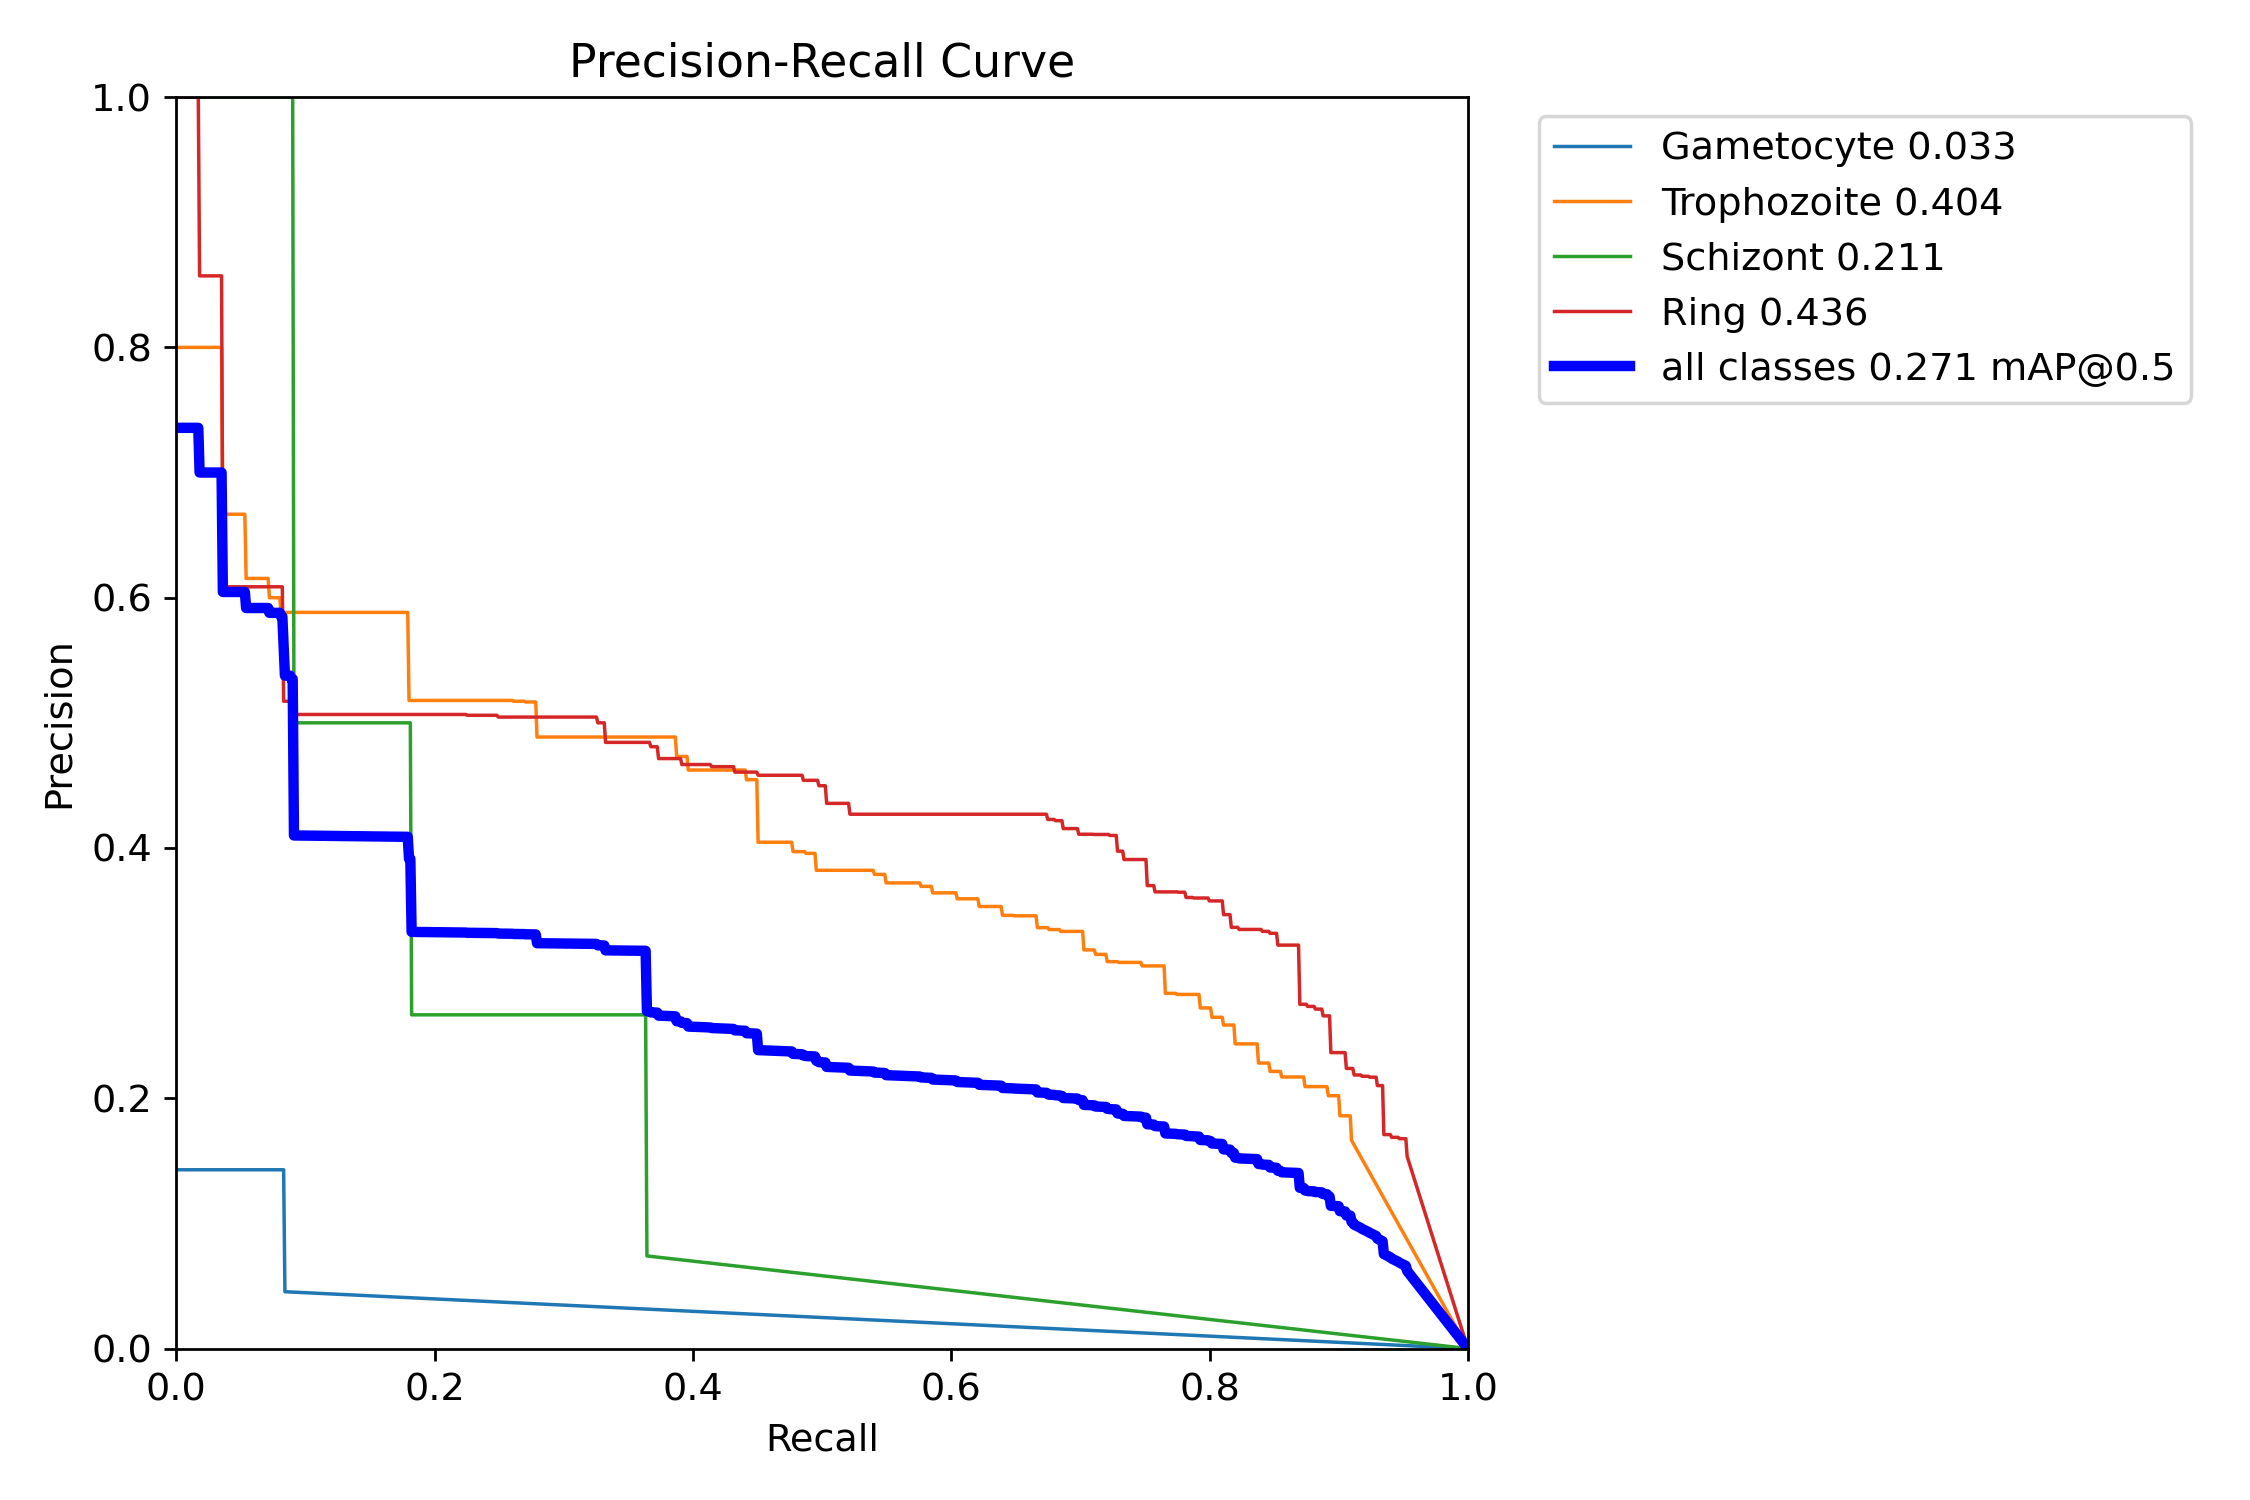 Precision-Recall Curve
1.0
0.8
0.6
0.4
0.2
0.0
Precision
0.0 0.2 0.4 0.6 0.8 1.0
Recall
Gametocyte 0.033
Trophozoite 0.404
Schizont 0.211
Ring 0.436
all classes 0.271 mAP@0.5